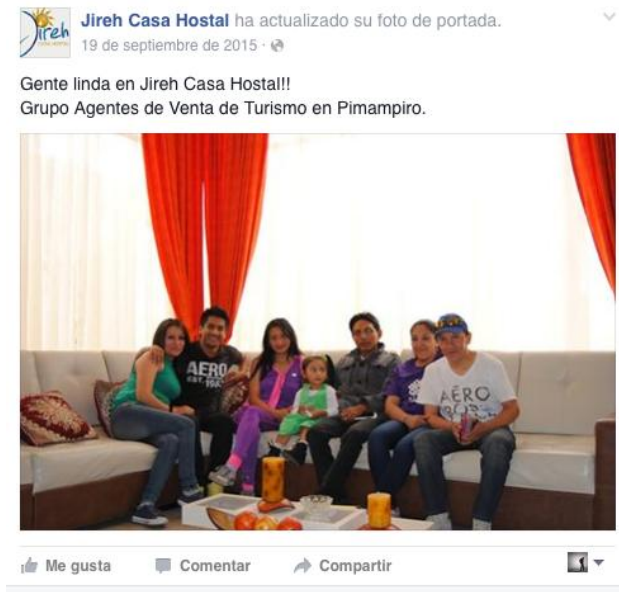 Jireh
Jireh Casa Hostal ha actualizado su foto de portada.
19 de septiembre de 2015 ·
Gente linda en Jireh Casa Hostal!!
Grupo Agentes de Venta de Turismo en Pimampiro.
AERO
AÉRO
Me gusta
Comentar
Compartir